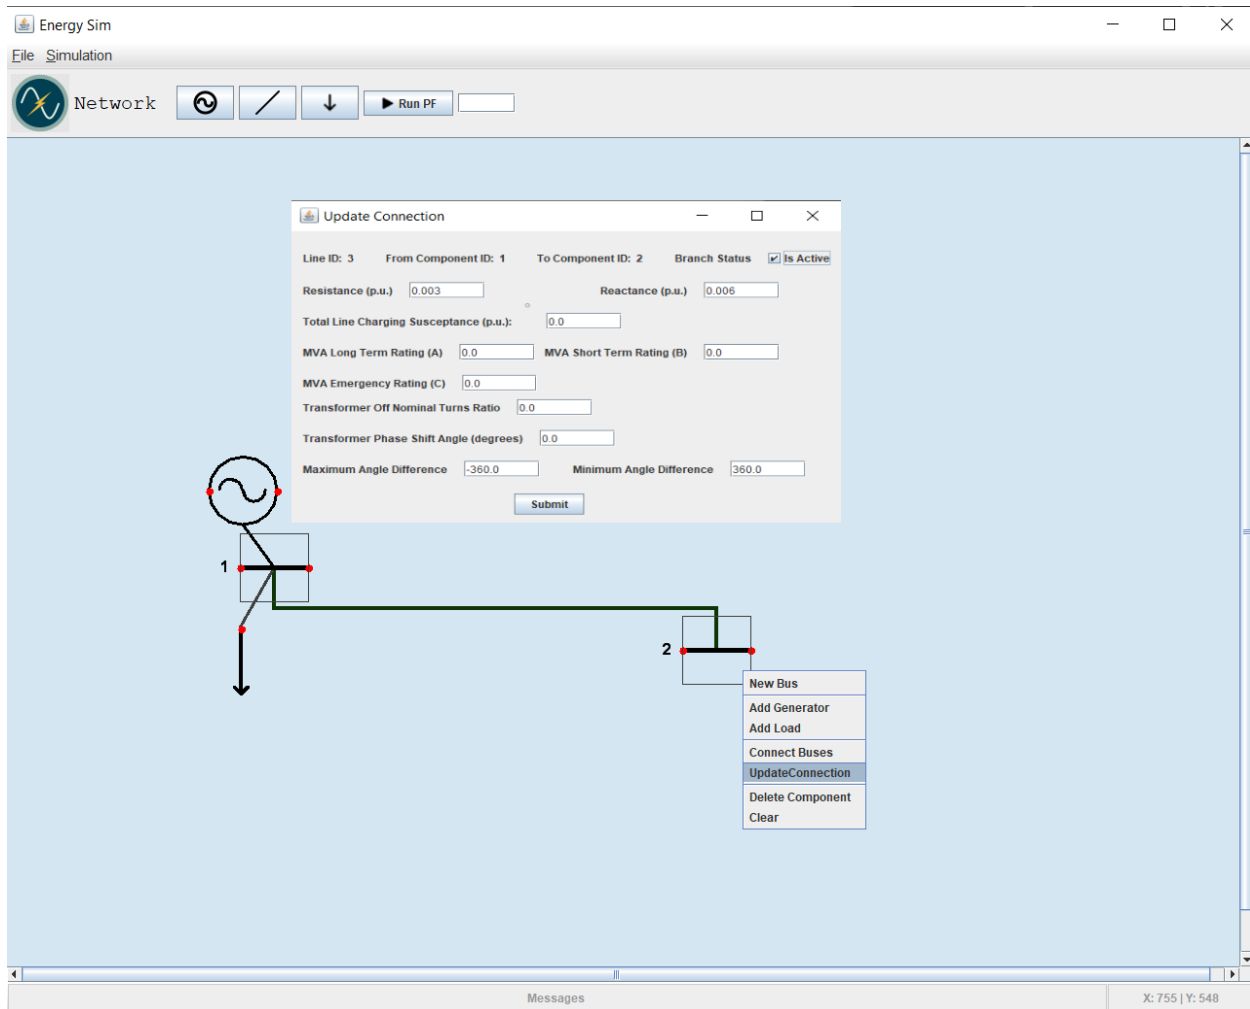 Energy Sim
File Simulation
Network Run PF
Update Connection
Line ID: 3 From Component ID: 1 To Component ID: 2 Branch Status Is Active
Resistance (p.u.) 0.003 Reactance (p.u.) 0.006
Total Line Charging Susceptance (p.u.): 0.0
MVA Long Term Rating (A) 0.0 MVA Short Term Rating (B) 0.0
MVA Emergency Rating (C) 0.0
Transformer Off Nominal Turns Ratio 0.0
Transformer Phase Shift Angle (degrees) 0.0
Maximum Angle Difference -360.0 Minimum Angle Difference 360.0
Submit
1
2
New Bus
Add Generator
Add Load
Connect Buses
UpdateConnection
Delete Component
Clear
Messages X: 755 | Y: 548